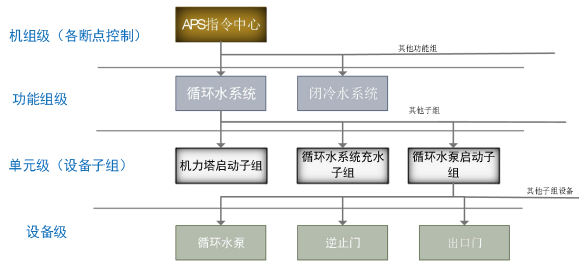 机组级（各断点控制）
APS指令中心
其他功能组
功能组级
循环水系统
闭冷水系统
其他子组
单元级（设备子组）
机力塔启动子组
循环水系统充水
子组
循环水泵启动子
组
其他子组设备
设备级
循环水泵
逆止门
出口门